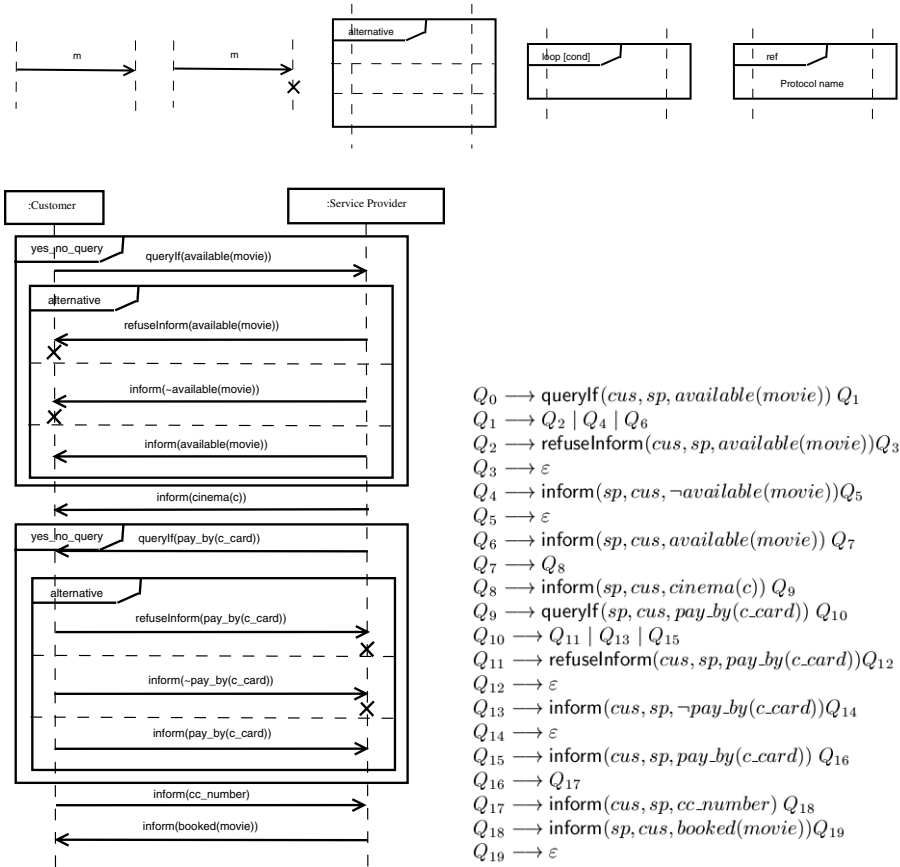 m
m
alternative
loop [cond]
ref
Protocol name
:Customer
:Service Provider
yes_no_query
queryIf(available(movie))
alternative
refuseInform(available(movie))
inform(~available(movie))
inform(available(movie))
inform(cinema(c))
yes_no_query
queryIf(pay_by(c_card))
alternative
refuseInform(pay_by(c_card))
inform(~pay_by(c_card))
inform(pay_by(c_card))
inform(cc_number)
inform(booked(movie))
Q₀ ⟶ queryIf(cus, sp, available(movie)) Q₁
Q₁ ⟶ Q₂ | Q₄ | Q₆
Q₂ ⟶ refuseInform(cus, sp, available(movie))Q₃
Q₃ ⟶ ε
Q₄ ⟶ inform(sp, cus, ¬available(movie))Q₅
Q₅ ⟶ ε
Q₆ ⟶ inform(sp, cus, available(movie)) Q₇
Q₇ ⟶ Q₈
Q₈ ⟶ inform(sp, cus, cinema(c)) Q₉
Q₉ ⟶ queryIf(sp, cus, pay_by(c_card)) Q₁₀
Q₁₀ ⟶ Q₁₁ | Q₁₃ | Q₁₅
Q₁₁ ⟶ refuseInform(cus, sp, pay_by(c_card))Q₁₂
Q₁₂ ⟶ ε
Q₁₃ ⟶ inform(cus, sp, ¬pay_by(c_card))Q₁₄
Q₁₄ ⟶ ε
Q₁₅ ⟶ inform(cus, sp, pay_by(c_card)) Q₁₆
Q₁₆ ⟶ Q₁₇
Q₁₇ ⟶ inform(cus, sp, cc_number) Q₁₈
Q₁₈ ⟶ inform(sp, cus, booked(movie))Q₁₉
Q₁₉ ⟶ ε